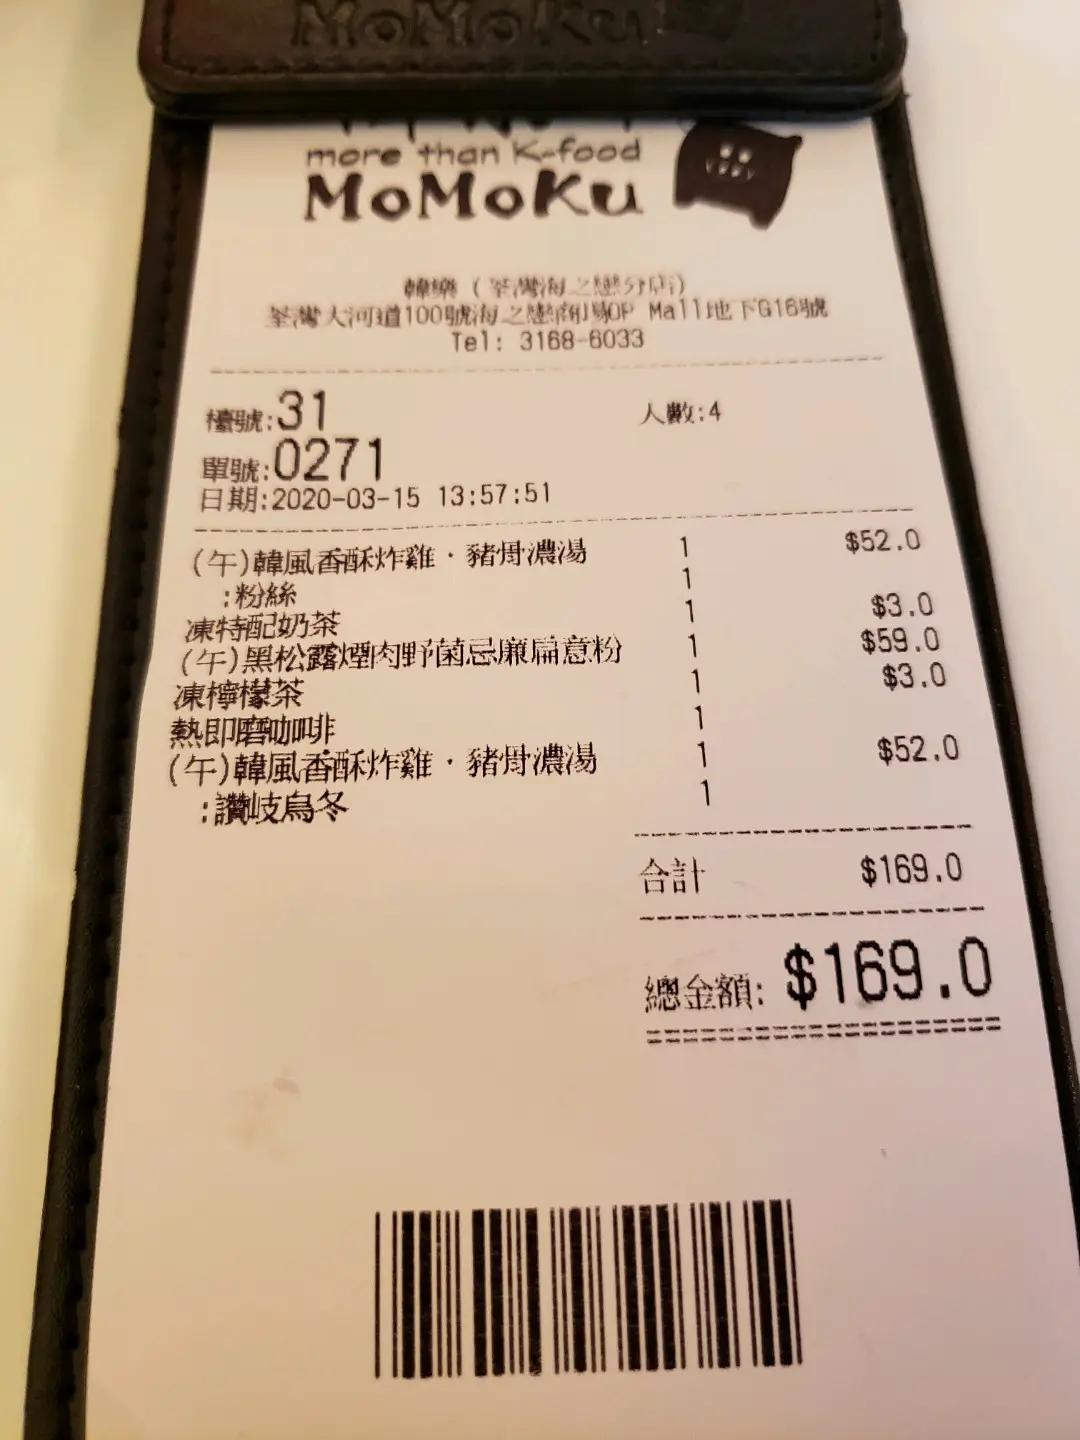 MoMoKu
more than K-food
MoMoKu
韓樂 ( 荃灣海之戀分店)
荃灣大河道100號海之戀商場OP Mall地下G16號
Tel: 3168-6033
檯號:31 人數:4
單號:0271
日期:2020-03-15 13:57:51
(午)韓風香酥炸雞．豬骨濃湯 1 $52.0
:粉絲 1
凍特配奶茶 1 $3.0
(午)黑松露煙肉野菌忌廉扁意粉 1 $59.0
凍檸檬茶 1 $3.0
熱即磨咖啡 1
(午)韓風香酥炸雞．豬骨濃湯 1 $52.0
:讚岐烏冬 1
合計 $169.0
總金額: $169.0